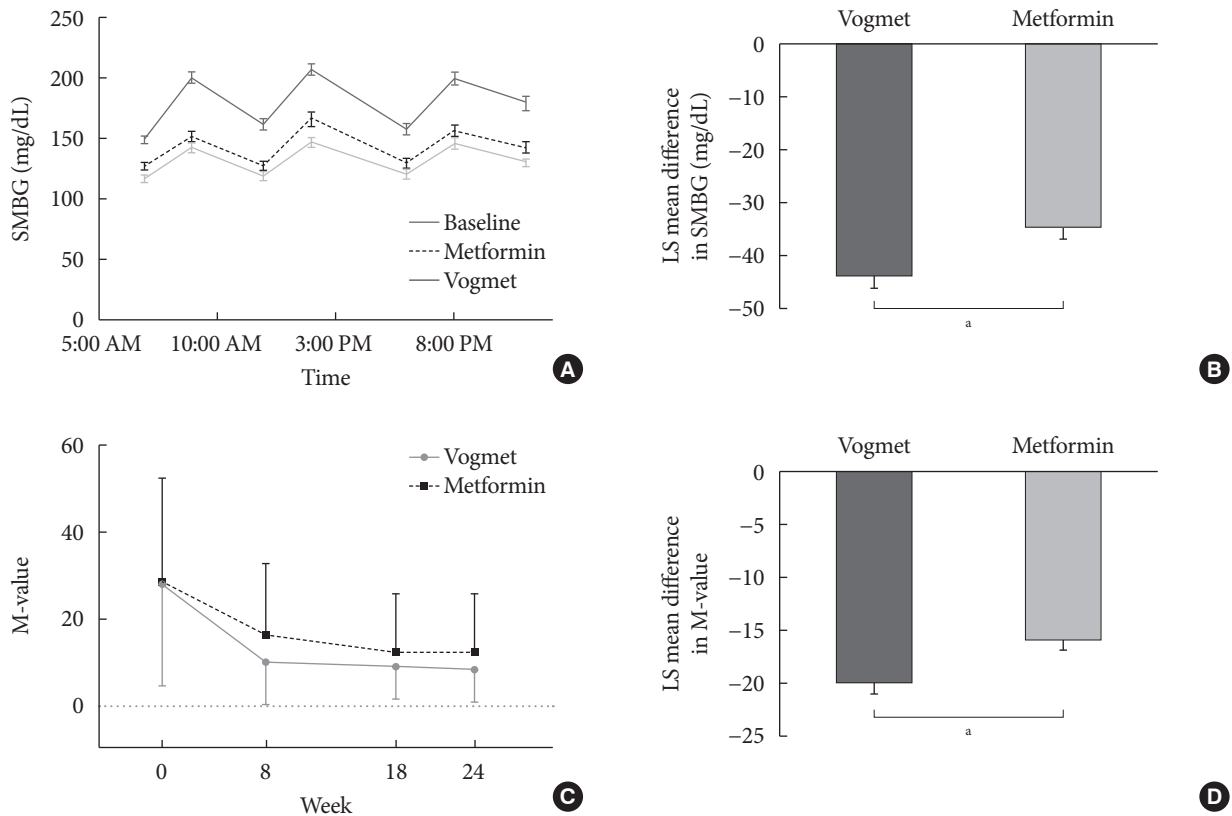 SMBG (mg/dL)
250
200
150
100
50
0
Baseline
Metformin
Vogmet
5:00 AM 10:00 AM 3:00 PM 8:00 PM
Time
A
Vogmet Metformin
LS mean difference
in SMBG (mg/dL)
0
−10
−20
−30
−40
−50
a
B
M-value
60
40
20
0
Vogmet
Metformin
0 8 18 24
Week
C
Vogmet Metformin
LS mean difference
in M-value
0
−5
−10
−15
−20
−25
a
D